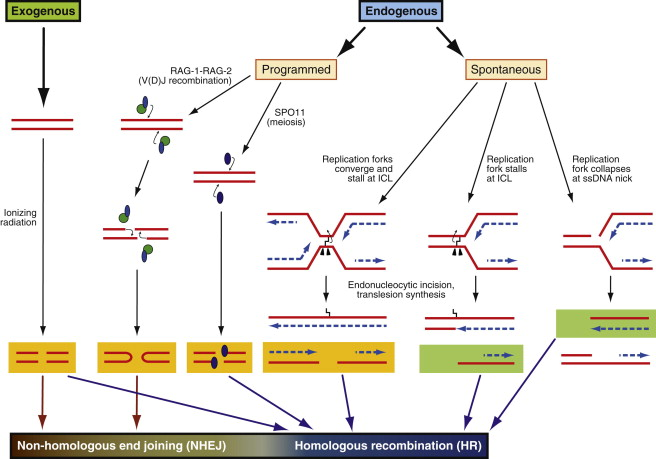 Exogenous
Endogenous
RAG-1-RAG-2
(V(D)J recombination)
Programmed
Spontaneous
SPO11
(meiosis)
Replication forks
converge and
stall at ICL
Replication
fork stalls
at ICL
Replication
fork collapses
at ssDNA nick
Ionizing
radiation
Endonucleocytic incision,
translesion synthesis
Non-homologous end joining (NHEJ)
Homologous recombination (HR)